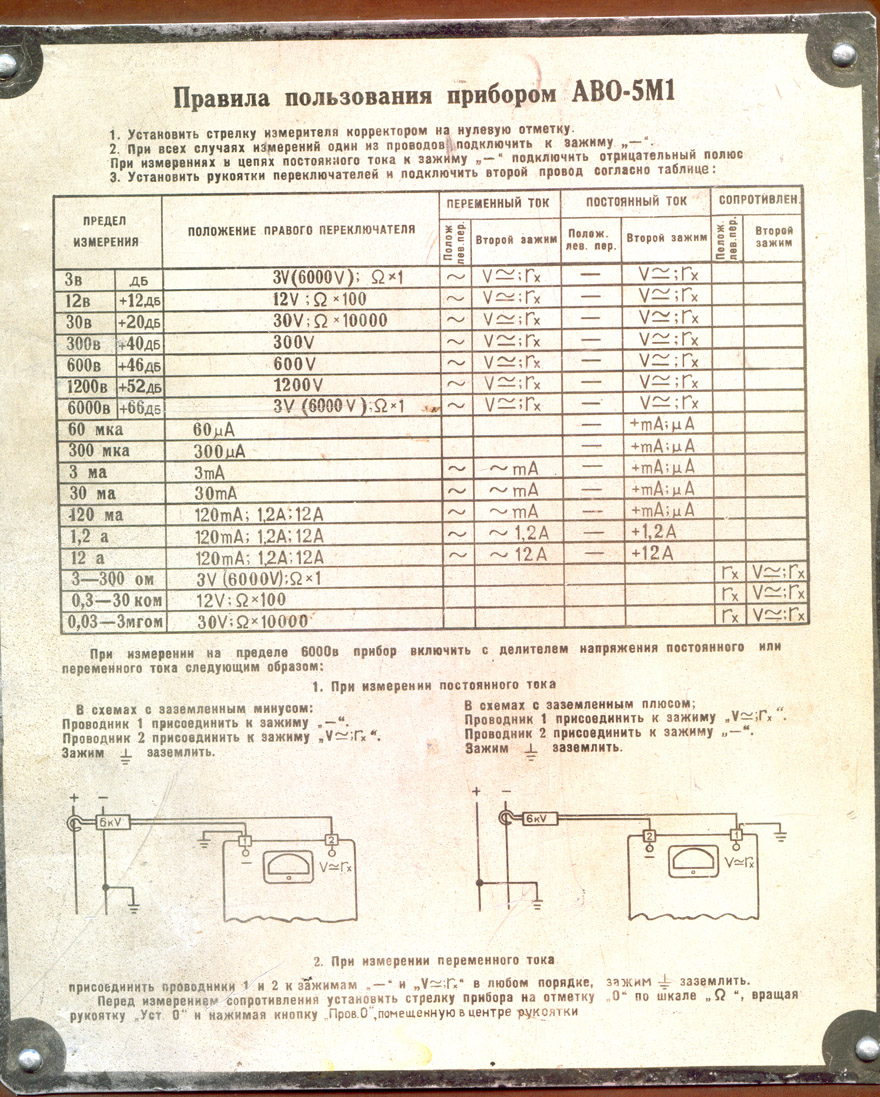 Правила пользования прибором АВО-5М1
1. Установить стрелку измерителя корректором на нулевую отметку.
2. При всех случаях измерений один из проводов подключить к зажиму „—“.
При измерениях в цепях постоянного тока к зажиму „—“ подключить отрицательный полюс
3. Установить рукоятки переключателей и подключить второй провод согласно таблице:
ПРЕДЕЛ ИЗМЕРЕНИЯ ПОЛОЖЕНИЕ ПРАВОГО ПЕРЕКЛЮЧАТЕЛЯ ПЕРЕМЕННЫЙ ТОК ПОСТОЯННЫЙ ТОК СОПРОТИВЛЕН.
Полож. лев. пер. Второй зажим Полож. лев. пер. Второй зажим Полож. лев. пер. Второй зажим
3в дБ 3V(6000V); Ω×1 ~ V≃;rx — V≃;rx
12в +12дБ 12V ; Ω ×100 ~ V≃;rx — V≃;rx
30в +20дБ 30V; Ω ×10000 ~ V≃;rx — V≃;rx
300в +40дБ 300V ~ V≃;rx — V≃;rx
600в +46дБ 600V ~ V≃;rx — V≃;rx
1200в +52дБ 1200V ~ V≃;rx — V≃;rx
6000в +66дБ 3V (6000V);Ω×1 ~ V≃;rx — V≃;rx
60 мка 60μA — +mA;μA
300 мка 300μA — +mA;μA
3 ма 3mA ~ ~mA — +mA;μA
30 ма 30mA ~ ~mA — +mA;μA
120 ма 120mA; 1,2A;12A ~ ~mA — +mA;μA
1,2 а 120mA; 1,2A;12A ~ ~1,2A — +1,2A
12 а 120mA; 1,2A;12A ~ ~12A — +12A
3—300 ом 3V (6000V);Ω×1 rx V≃;rx
0,3—30 ком 12V; Ω×100 rx V≃;rx
0,03—3мгом 30V; Ω×10000 rx V≃;rx
При измерении на пределе 6000в прибор включить с делителем напряжения постоянного или
переменного тока следующим образом:
1. При измерении постоянного тока
В схемах с заземленным минусом:
Проводник 1 присоединить к зажиму „—“.
Проводник 2 присоединить к зажиму „V≃;rx“.
Зажим ⏚ заземлить.
В схемах с заземленным плюсом;
Проводник 1 присоединить к зажиму „V≃;rx“.
Проводник 2 присоединить к зажиму „—“.
Зажим ⏚ заземлить.
+ — 6kV 1 2 — V≃rx
+ — 6kV 2 1 — V≃rx
2. При измерении переменного тока
присоединить проводники 1 и 2 к зажимам „—“ и „V≃;rx“ в любом порядке, зажим ⏚ заземлить.
Перед измерением сопротивления установить стрелку прибора на отметку „0“ по шкале „Ω“, вращая
рукоятку „Уст. 0“ и нажимая кнопку „Пров.0“,помещенную в центре рукоятки